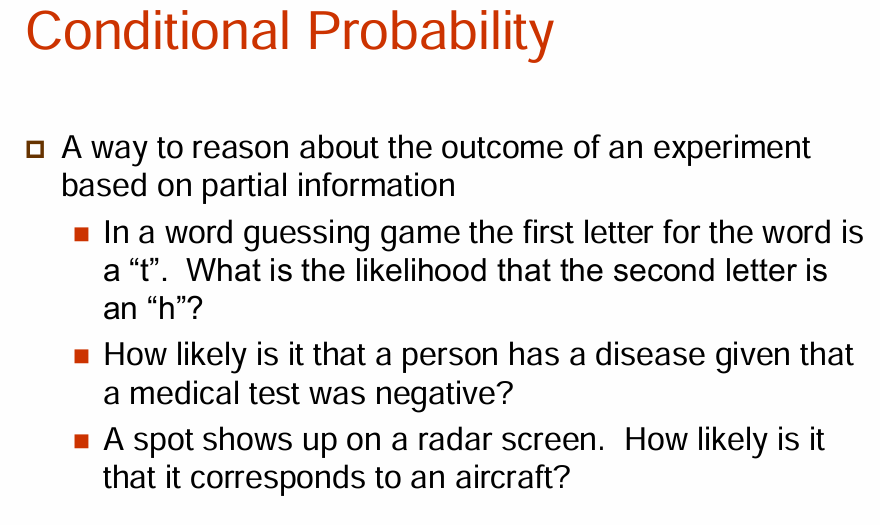 Conditional Probability
A way to reason about the outcome of an experiment
based on partial information
In a word guessing game the first letter for the word is
a “t”.  What is the likelihood that the second letter is
an “h”?
How likely is it that a person has a disease given that
a medical test was negative?
A spot shows up on a radar screen.  How likely is it
that it corresponds to an aircraft?